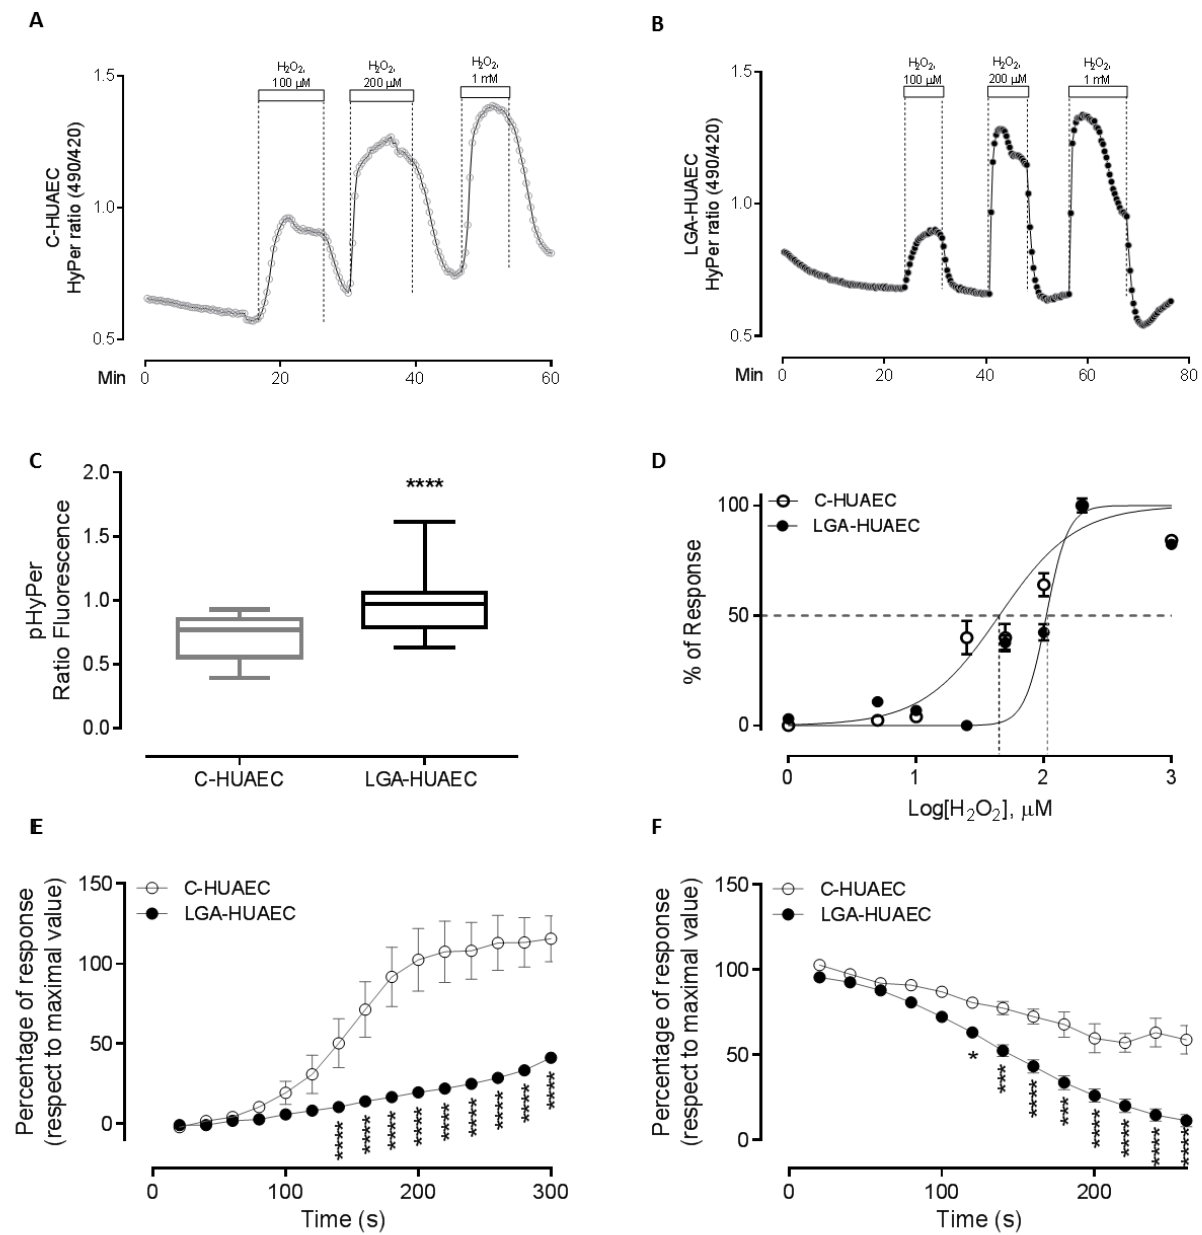 A
H₂O₂,
100 μM
H₂O₂,
200 μM
H₂O₂,
1 mM
1.5
1.0
0.5
C-HUAEC
HyPer ratio (490/420)
Min
0
20
40
60
B
H₂O₂,
100 μM
H₂O₂,
200 μM
H₂O₂,
1 mM
1.5
1.0
0.5
LGA-HUAEC
HyPer ratio (490/420)
Min
0
20
40
60
80
C
2.0
1.5
1.0
0.5
0.0
pHyPer
Ratio Fluorescence
****
C-HUAEC
LGA-HUAEC
D
C-HUAEC
LGA-HUAEC
100
50
0
% of Response
0
1
2
3
Log[H₂O₂], μM
E
C-HUAEC
LGA-HUAEC
150
100
50
0
Percentage of response
(respect to maximal value)
****
****
****
****
****
****
****
****
****
0
100
200
300
Time (s)
F
C-HUAEC
LGA-HUAEC
150
100
50
0
Percentage of response
(respect to maximal value)
*
***
****
***
****
****
****
****
0
100
200
Time (s)